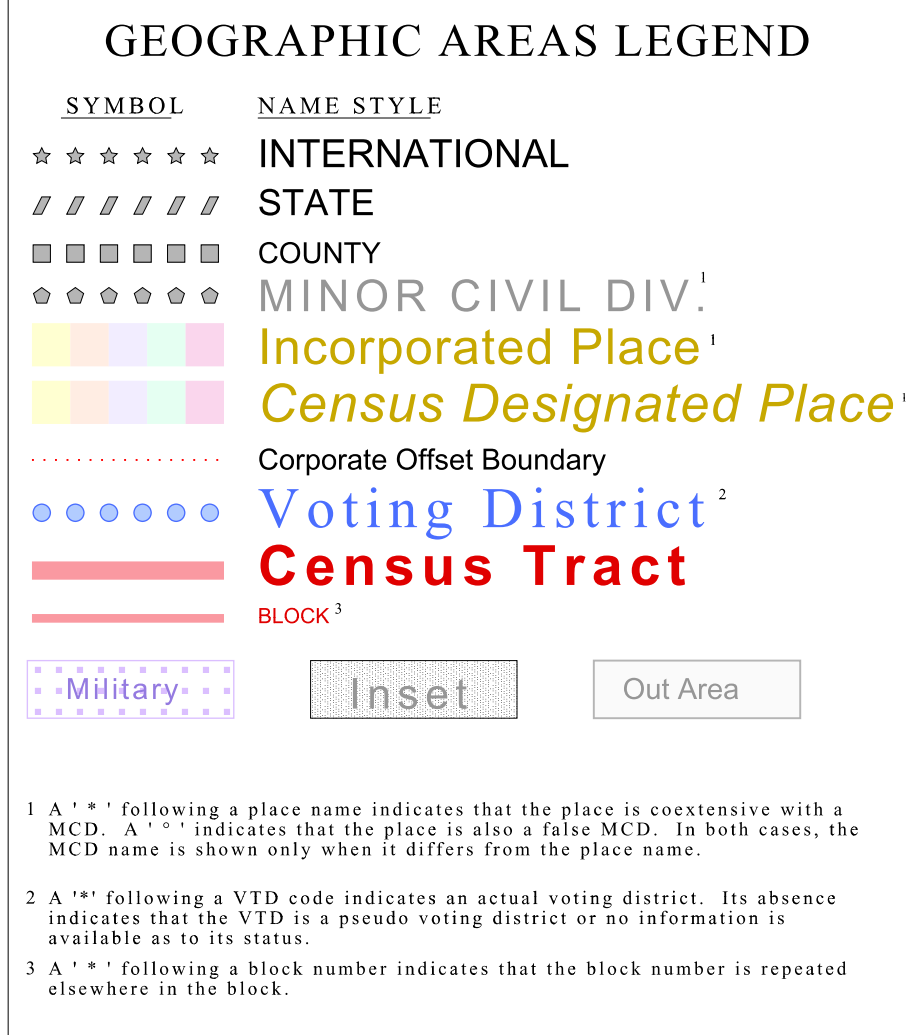 GEOGRAPHIC AREAS LEGEND
SYMBOL NAME STYLE
INTERNATIONAL
STATE
COUNTY
MINOR CIVIL DIV. 1
Incorporated Place 1
Census Designated Place 1
Corporate Offset Boundary
Voting District 2
Census Tract
BLOCK 3
Military Inset Out Area
1 A ' * ' following a place name indicates that the place is coextensive with a
MCD. A ' ° ' indicates that the place is also a false MCD. In both cases, the
MCD name is shown only when it differs from the place name.
2 A '*' following a VTD code indicates an actual voting district. Its absence
indicates that the VTD is a pseudo voting district or no information is
available as to its status.
3 A ' * ' following a block number indicates that the block number is repeated
elsewhere in the block.